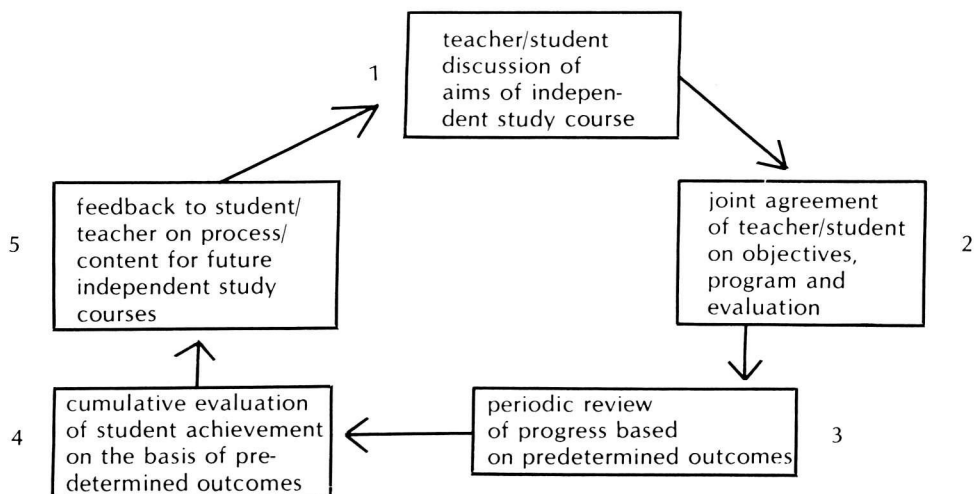 1
teacher/student
discussion of
aims of indepen-
dent study course
2
joint agreement
of teacher/student
on objectives,
program and
evaluation
3
periodic review
of progress based
on predetermined outcomes
4
cumulative evaluation
of student achievement
on the basis of pre-
determined outcomes
5
feedback to student/
teacher on process/
content for future
independent study
courses